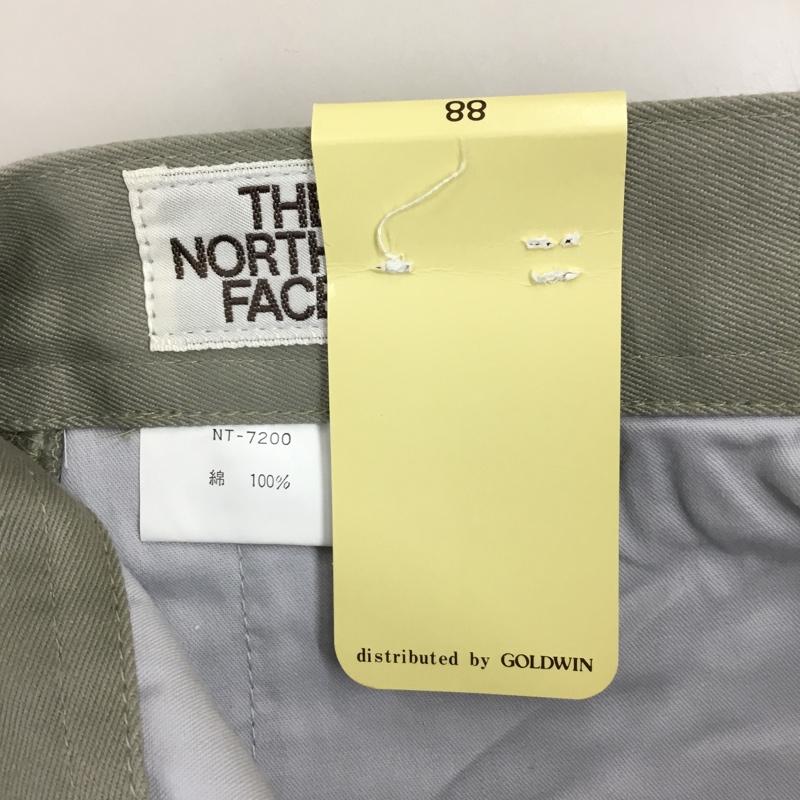 88
THE
NORTH
FACE
NT-7200
綿 100%
distributed by GOLDWIN